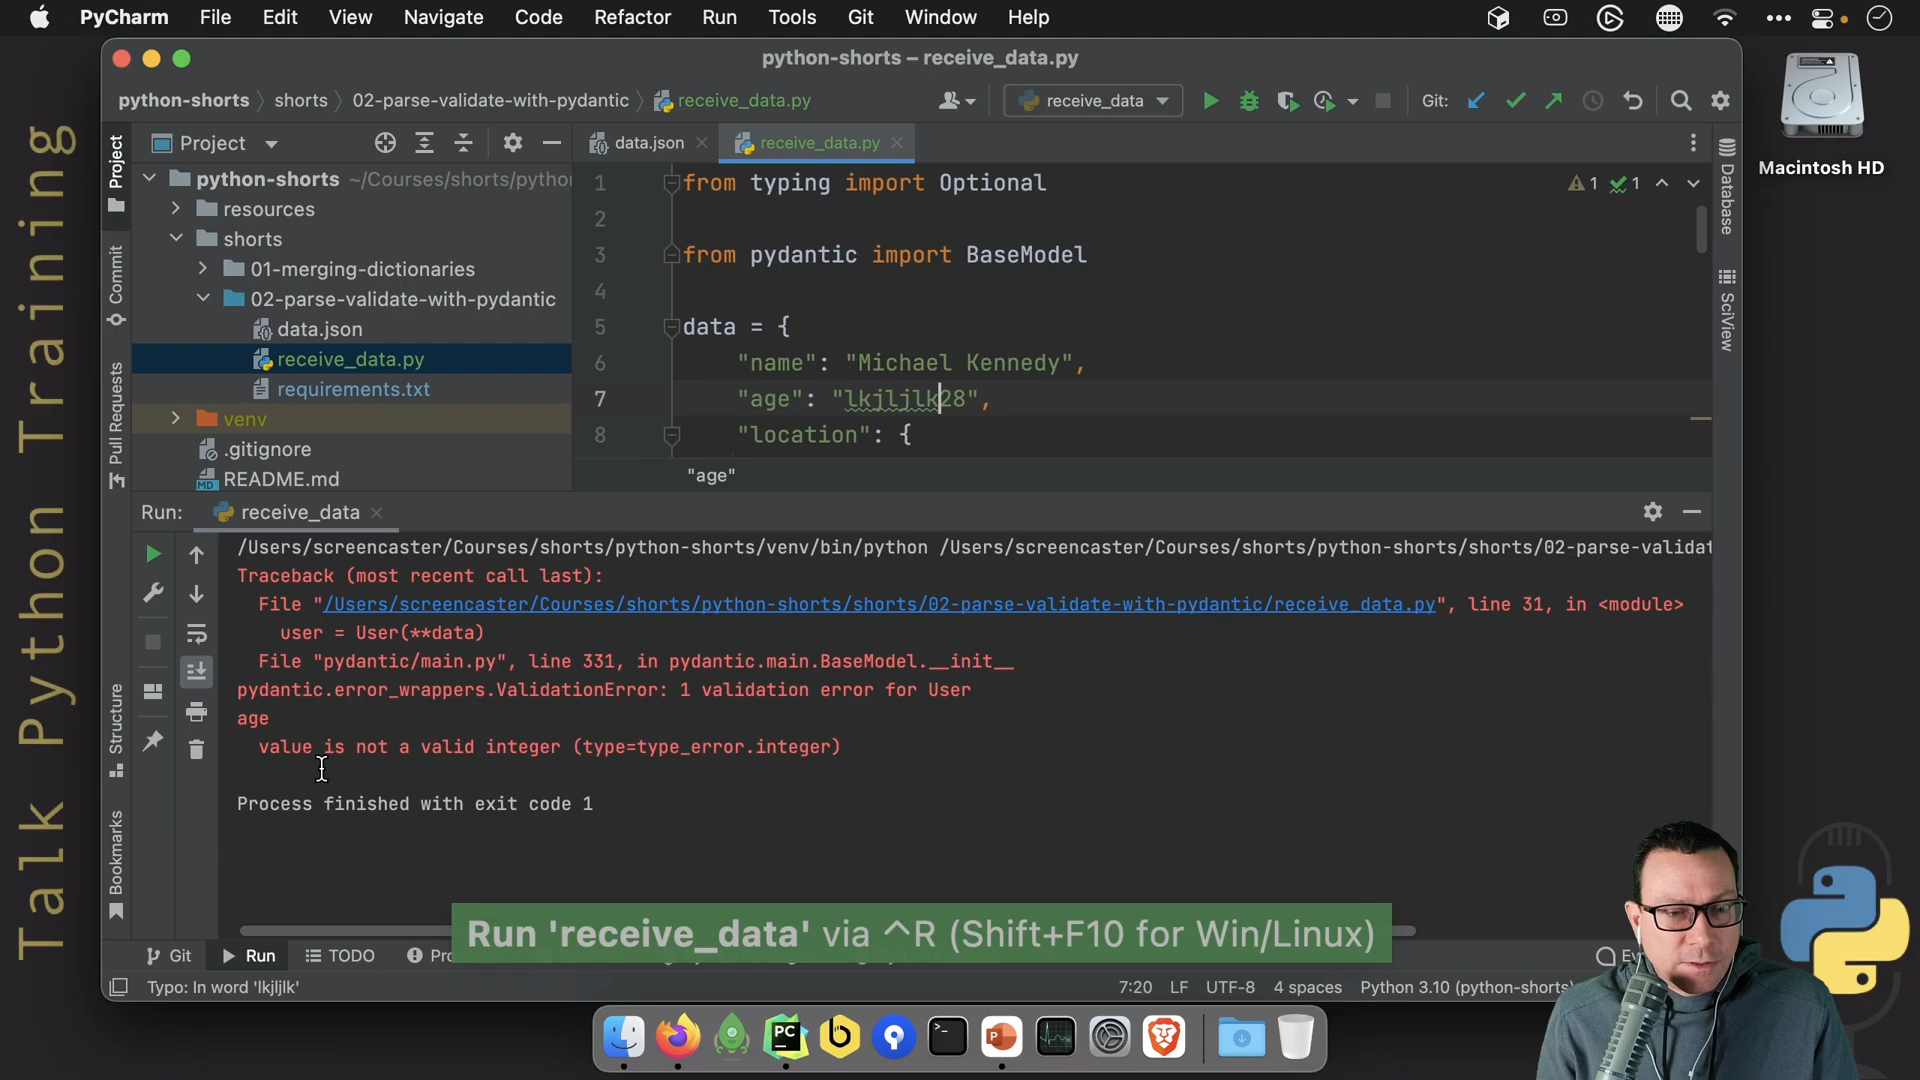 PyCharm File Edit View Navigate Code Refactor Run Tools Git Window Help
python-shorts – receive_data.py
Macintosh HD
python-shorts shorts 02-parse-validate-with-pydantic receive_data.py
receive_data
Git:
Talk Python Training
Project
Commit
Pull Requests
Structure
Bookmarks
Project
python-shorts ~/Courses/shorts/pytho
resources
shorts
01-merging-dictionaries
02-parse-validate-with-pydantic
data.json
receive_data.py
requirements.txt
venv
.gitignore
README.md
data.json receive_data.py
1 from typing import Optional
2
3 from pydantic import BaseModel
4
5 data = {
6 "name": "Michael Kennedy",
7 "age": "lkjljlk28",
8 "location": {
"age"
1 1
Database
SciView
Run: receive_data
/Users/screencaster/Courses/shorts/python-shorts/venv/bin/python /Users/screencaster/Courses/shorts/python-shorts/shorts/02-parse-validat
Traceback (most recent call last):
File "/Users/screencaster/Courses/shorts/python-shorts/shorts/02-parse-validate-with-pydantic/receive_data.py", line 31, in <module>
user = User(**data)
File "pydantic/main.py", line 331, in pydantic.main.BaseModel.__init__
pydantic.error_wrappers.ValidationError: 1 validation error for User
age
value is not a valid integer (type=type_error.integer)
Process finished with exit code 1
Run 'receive_data' via ^R (Shift+F10 for Win/Linux)
Git Run TODO
Typo: In word 'lkjljlk'
7:20 LF UTF-8 4 spaces Python 3.10 (python-shorts)
PC